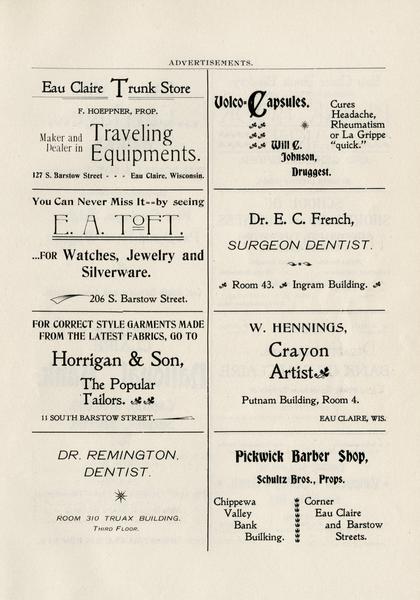 ADVERTISEMENTS.
Eau Claire Trunk Store
F. HOEPPNER, PROP.
Maker and
Dealer in
Traveling
Equipments.
127 S. Barstow Street - - - Eau Claire, Wisconsin.
You Can Never Miss It--by seeing
E. A. TOFT.
...FOR Watches, Jewelry and
Silverware.
206 S. Barstow Street.
FOR CORRECT STYLE GARMENTS MADE
FROM THE LATEST FABRICS, GO TO
Horrigan & Son,
The Popular
Tailors.
11 SOUTH BARSTOW STREET.
DR. REMINGTON,
DENTIST.
ROOM 310 TRUAX BUILDING.
THIRD FLOOR.
Volco-Capsules.
Will C.
Johnson,
Druggest.
Cures
Headache,
Rheumatism
or La Grippe
"quick."
Dr. E. C. French,
SURGEON DENTIST.
Room 43. Ingram Building.
W. HENNINGS,
Crayon
Artist
Putnam Building, Room 4.
EAU CLAIRE, WIS.
Pickwick Barber Shop,
Schultz Bros., Props.
Chippewa
Valley
Bank
Builking.
Corner
Eau Claire
and Barstow
Streets.